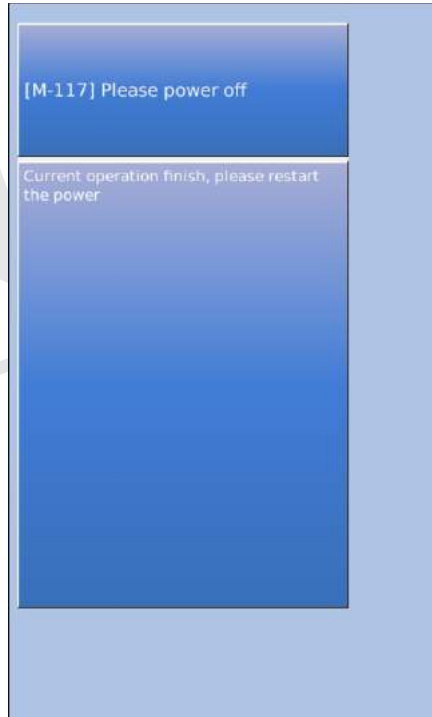 [M-117] Please power off
Current operation finish, please restart
the power